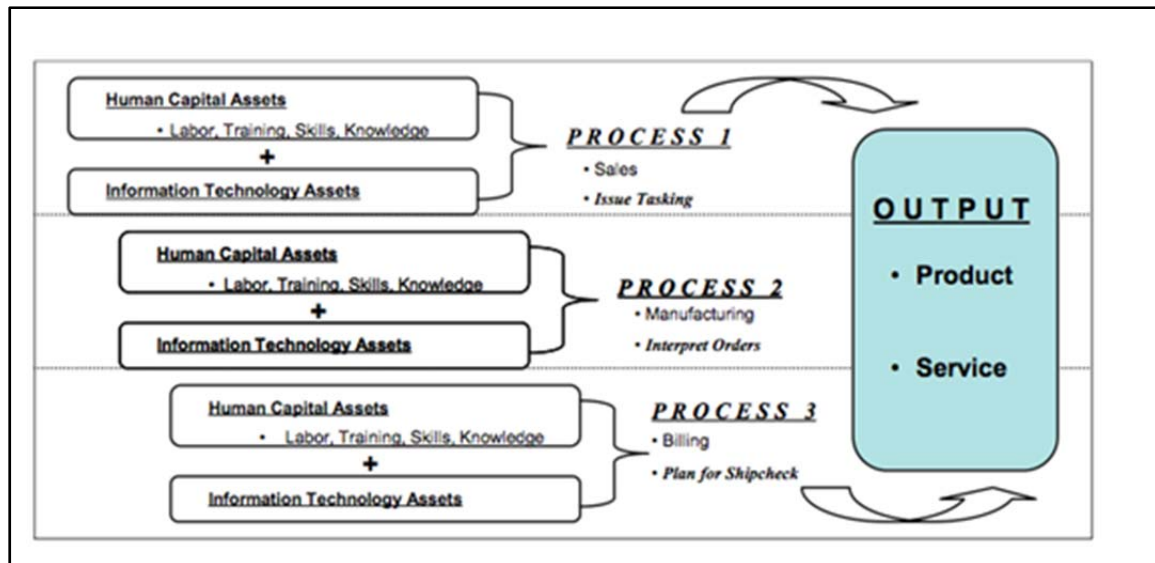 Human Capital Assets
• Labor, Training, Skills, Knowledge
+
Information Technology Assets
PROCESS 1
• Sales
• Issue Tasking
Human Capital Assets
• Labor, Training, Skills, Knowledge
+
Information Technology Assets
PROCESS 2
• Manufacturing
• Interpret Orders
Human Capital Assets
• Labor, Training, Skills, Knowledge
+
Information Technology Assets
PROCESS 3
• Billing
• Plan for Shipcheck
OUTPUT
• Product
• Service